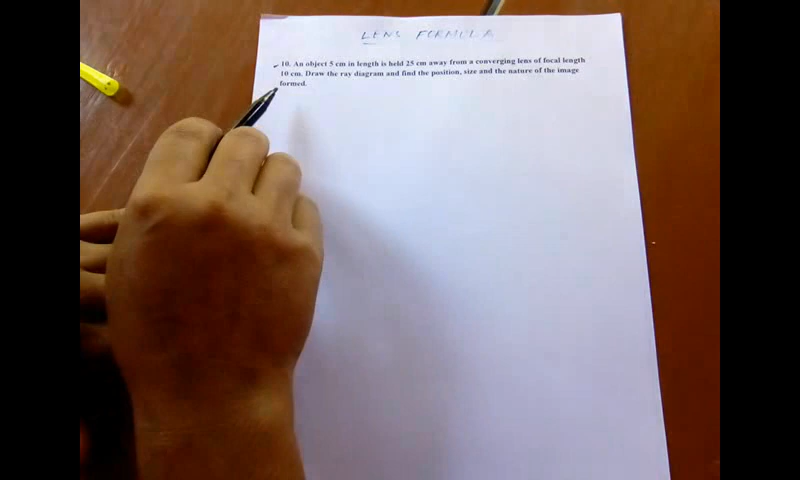 LENS FORMULA
10. An object 5 cm in length is held 25 cm away from a converging lens of focal length
10 cm. Draw the ray diagram and find the position, size and the nature of the image
formed.